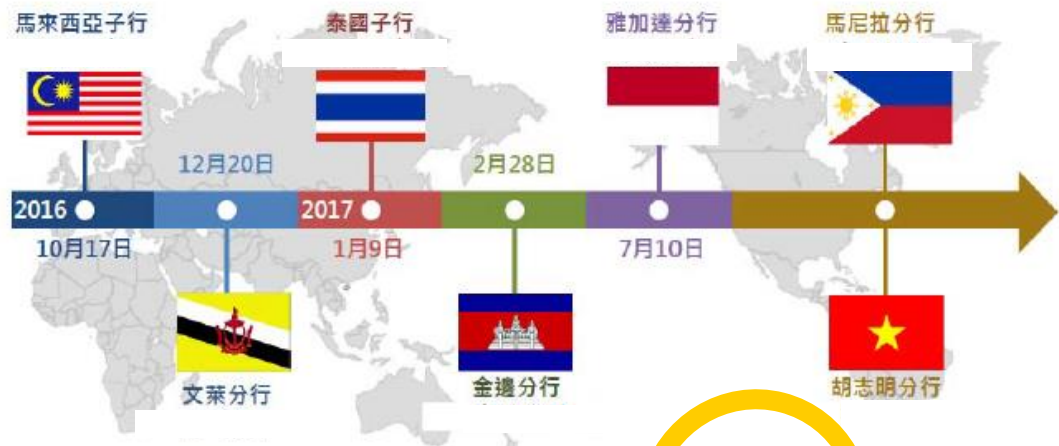 馬來西亞子行
泰國子行
雅加達分行
馬尼拉分行
12月20日
2月28日
2016
2017
10月17日
1月9日
7月10日
文萊分行
金邊分行
胡志明分行